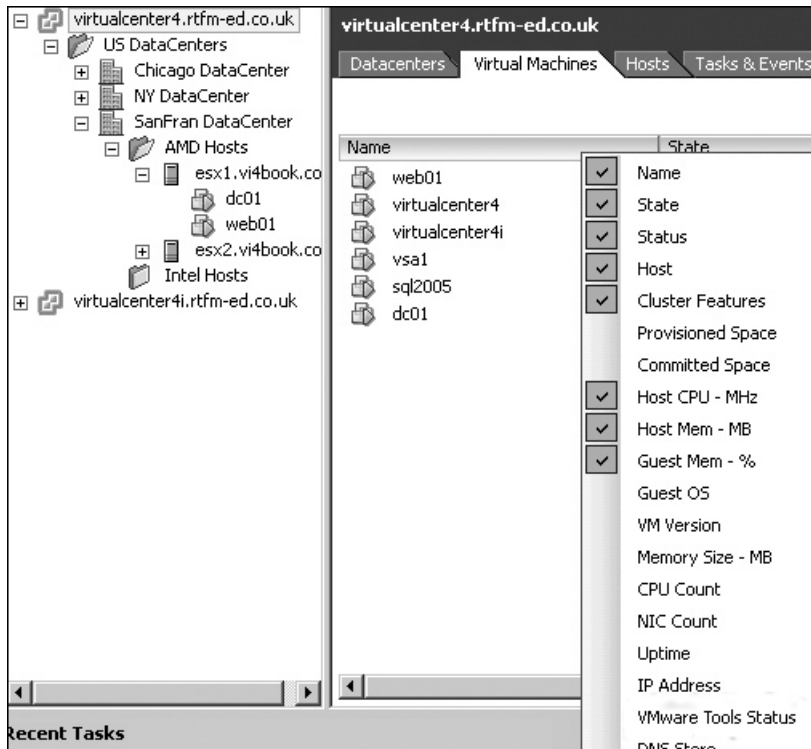 virtualcenter4.rtfm-ed.co.uk
US DataCenters
Chicago DataCenter
NY DataCenter
SanFran DataCenter
AMD Hosts
esx1.vi4book.co
dc01
web01
esx2.vi4book.co
Intel Hosts
virtualcenter4i.rtfm-ed.co.uk
virtualcenter4.rtfm-ed.co.uk
Datacenters Virtual Machines Hosts Tasks & Events
Name State
web01
virtualcenter4
virtualcenter4i
vsa1
sql2005
dc01
Name
State
Status
Host
Cluster Features
Provisioned Space
Committed Space
Host CPU - MHz
Host Mem - MB
Guest Mem - %
Guest OS
VM Version
Memory Size - MB
CPU Count
NIC Count
Uptime
IP Address
VMware Tools Status
Recent Tasks